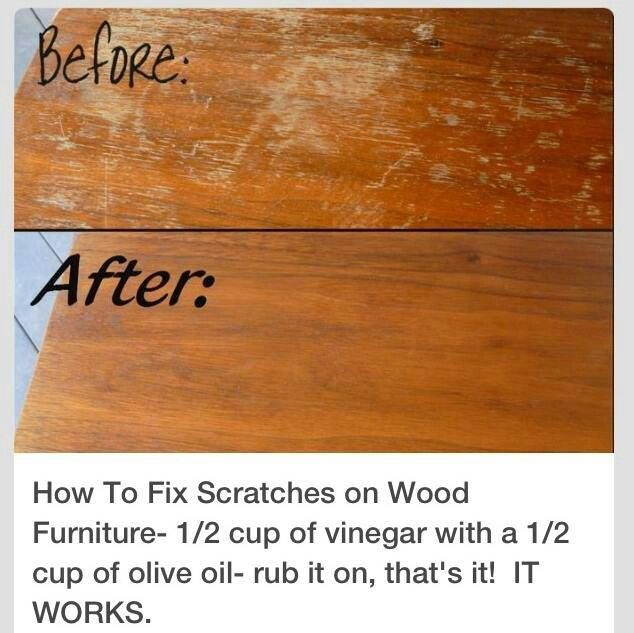 Before:
After:
How To Fix Scratches on Wood
Furniture- 1/2 cup of vinegar with a 1/2
cup of olive oil- rub it on, that's it!  IT
WORKS.